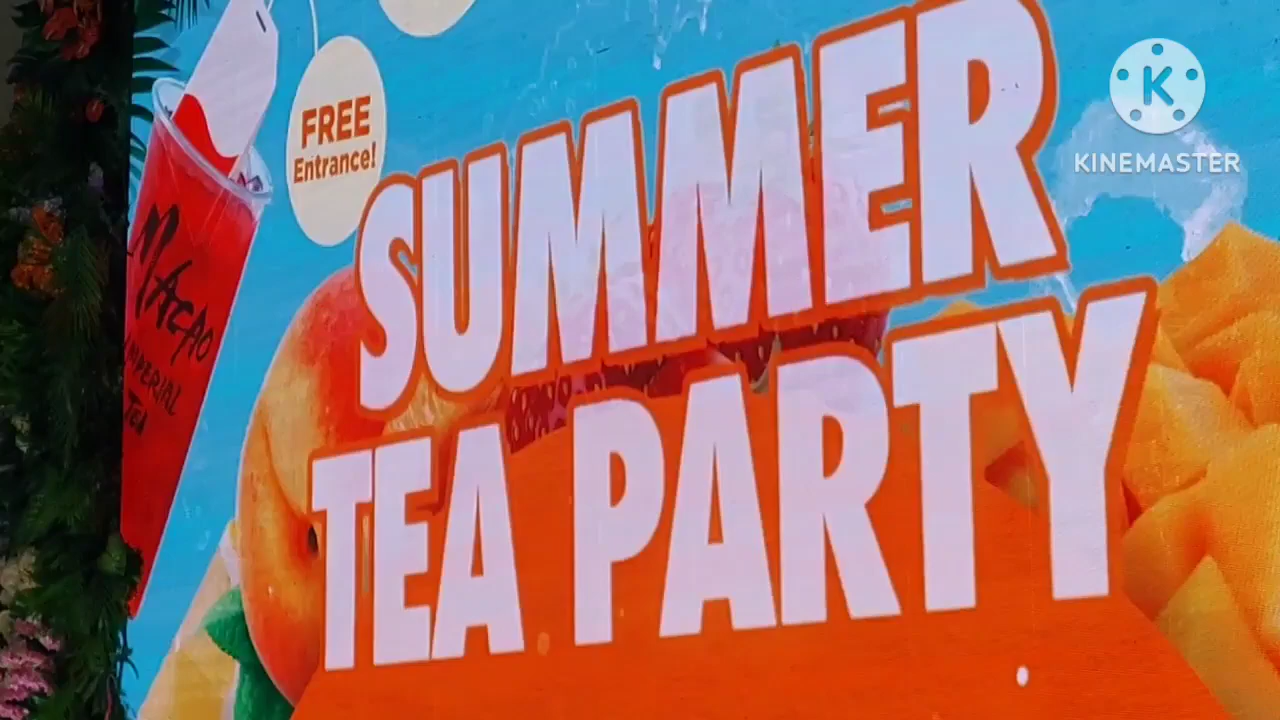 FREE
Entrance!
SUMMER
TEA PARTY
MACAO
IMPERIAL
TEA
K
KINEMASTER